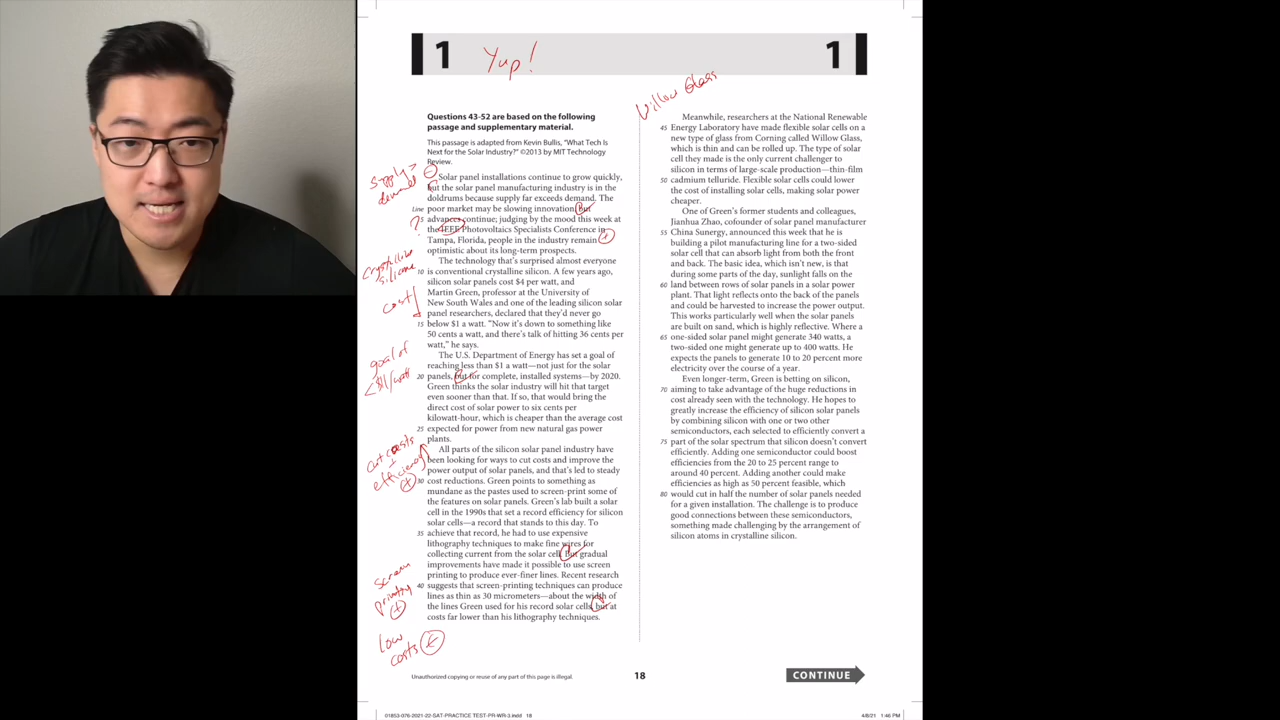 1
Yup!
1
Questions 43-52 are based on the following
passage and supplementary material.
This passage is adapted from Kevin Bullis, "What Tech Is
Next for the Solar Industry?" ©2013 by MIT Technology
Review.
supply >
demand
−
Solar panel installations continue to grow quickly,
but the solar panel manufacturing industry is in the
doldrums because supply far exceeds demand. The
Line poor market may be slowing innovation, but
? 5 advances continue; judging by the mood this week at
the IEEE Photovoltaics Specialists Conference in
Tampa, Florida, people in the industry remain +
optimistic about its long-term prospects.
crystalline
silicone
The technology that's surprised almost everyone
10 is conventional crystalline silicon. A few years ago,
silicon solar panels cost $4 per watt, and
cost ↓
Martin Green, professor at the University of
New South Wales and one of the leading silicon solar
panel researchers, declared that they'd never go
15 below $1 a watt. "Now it's down to something like
50 cents a watt, and there's talk of hitting 36 cents per
watt," he says.
goal of
< $1/watt
The U.S. Department of Energy has set a goal of
reaching less than $1 a watt—not just for the solar
20 panels, but for complete, installed systems—by 2020.
Green thinks the solar industry will hit that target
even sooner than that. If so, that would bring the
direct cost of solar power to six cents per
kilowatt-hour, which is cheaper than the average cost
25 expected for power from new natural gas power
plants.
cut costs
+
efficiency ↑
+
All parts of the silicon solar panel industry have
been looking for ways to cut costs and improve the
power output of solar panels, and that's led to steady
30 cost reductions. Green points to something as
mundane as the pastes used to screen-print some of
the features on solar panels. Green's lab built a solar
cell in the 1990s that set a record efficiency for silicon
solar cells—a record that stands to this day. To
35 achieve that record, he had to use expensive
lithography techniques to make fine wires for
collecting current from the solar cell. But gradual
improvements have made it possible to use screen
printing to produce ever-finer lines. Recent research
40 suggests that screen-printing techniques can produce
lines as thin as 30 micrometers—about the width of
the lines Green used for his record solar cells, but at
costs far lower than his lithography techniques.
screen
printing
+
low
costs
Willow Glass
Meanwhile, researchers at the National Renewable
45 Energy Laboratory have made flexible solar cells on a
new type of glass from Corning called Willow Glass,
which is thin and can be rolled up. The type of solar
cell they made is the only current challenger to
silicon in terms of large-scale production—thin-film
50 cadmium telluride. Flexible solar cells could lower
the cost of installing solar cells, making solar power
cheaper.
One of Green's former students and colleagues,
Jianhua Zhao, cofounder of solar panel manufacturer
55 China Sunergy, announced this week that he is
building a pilot manufacturing line for a two-sided
solar cell that can absorb light from both the front
and back. The basic idea, which isn't new, is that
during some parts of the day, sunlight falls on the
60 land between rows of solar panels in a solar power
plant. That light reflects onto the back of the panels
and could be harvested to increase the power output.
This works particularly well when the solar panels
are built on sand, which is highly reflective. Where a
65 one-sided solar panel might generate 340 watts, a
two-sided one might generate up to 400 watts. He
expects the panels to generate 10 to 20 percent more
electricity over the course of a year.
Even longer-term, Green is betting on silicon,
70 aiming to take advantage of the huge reductions in
cost already seen with the technology. He hopes to
greatly increase the efficiency of silicon solar panels
by combining silicon with one or two other
semiconductors, each selected to efficiently convert a
75 part of the solar spectrum that silicon doesn't convert
efficiently. Adding one semiconductor could boost
efficiencies from the 20 to 25 percent range to
around 40 percent. Adding another could make
efficiencies as high as 50 percent feasible, which
80 would cut in half the number of solar panels needed
for a given installation. The challenge is to produce
good connections between these semiconductors,
something made challenging by the arrangement of
silicon atoms in crystalline silicon.
Unauthorized copying or reuse of any part of this page is illegal.
18
CONTINUE
01853-076-2021-22-SAT-PRACTICE TEST-PR-WR-3.indd 18
4/8/21 1:46 PM